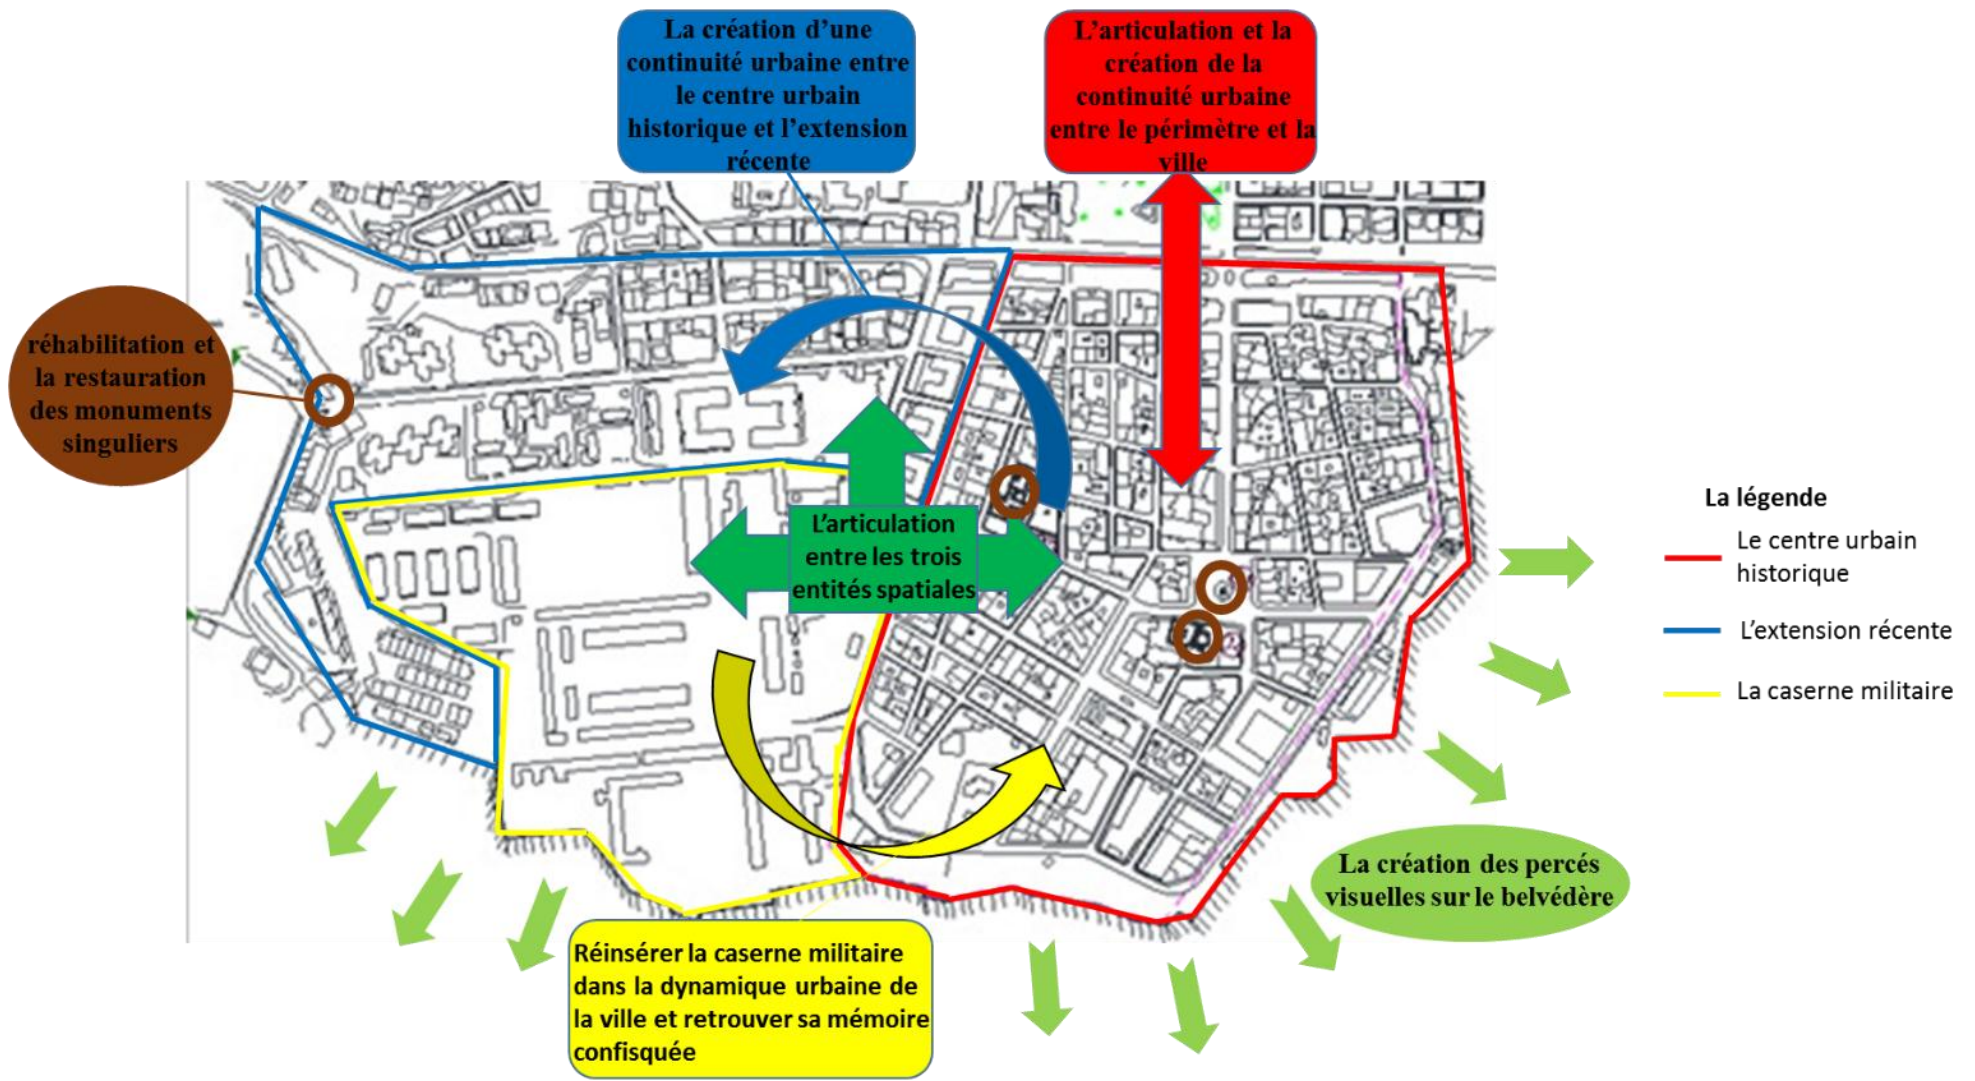 La création d’une
continuité urbaine entre
le centre urbain
historique et l’extension
récente
L’articulation et la
création de la
continuité urbaine
entre le périmètre et la
ville
réhabilitation et
la restauration
des monuments
singuliers
L’articulation
entre les trois
entités spatiales
La légende
Le centre urbain
historique
L’extension récente
La caserne militaire
La création des percés
visuelles sur le belvédère
Réinsérer la caserne militaire
dans la dynamique urbaine de
la ville et retrouver sa mémoire
confisquée